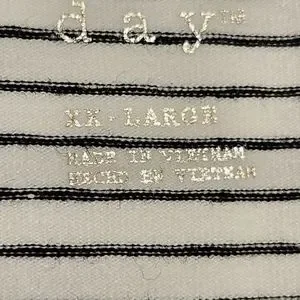 day™
XX-LARGE
MADE IN VIETNAM
HECHO EN VIETNAM